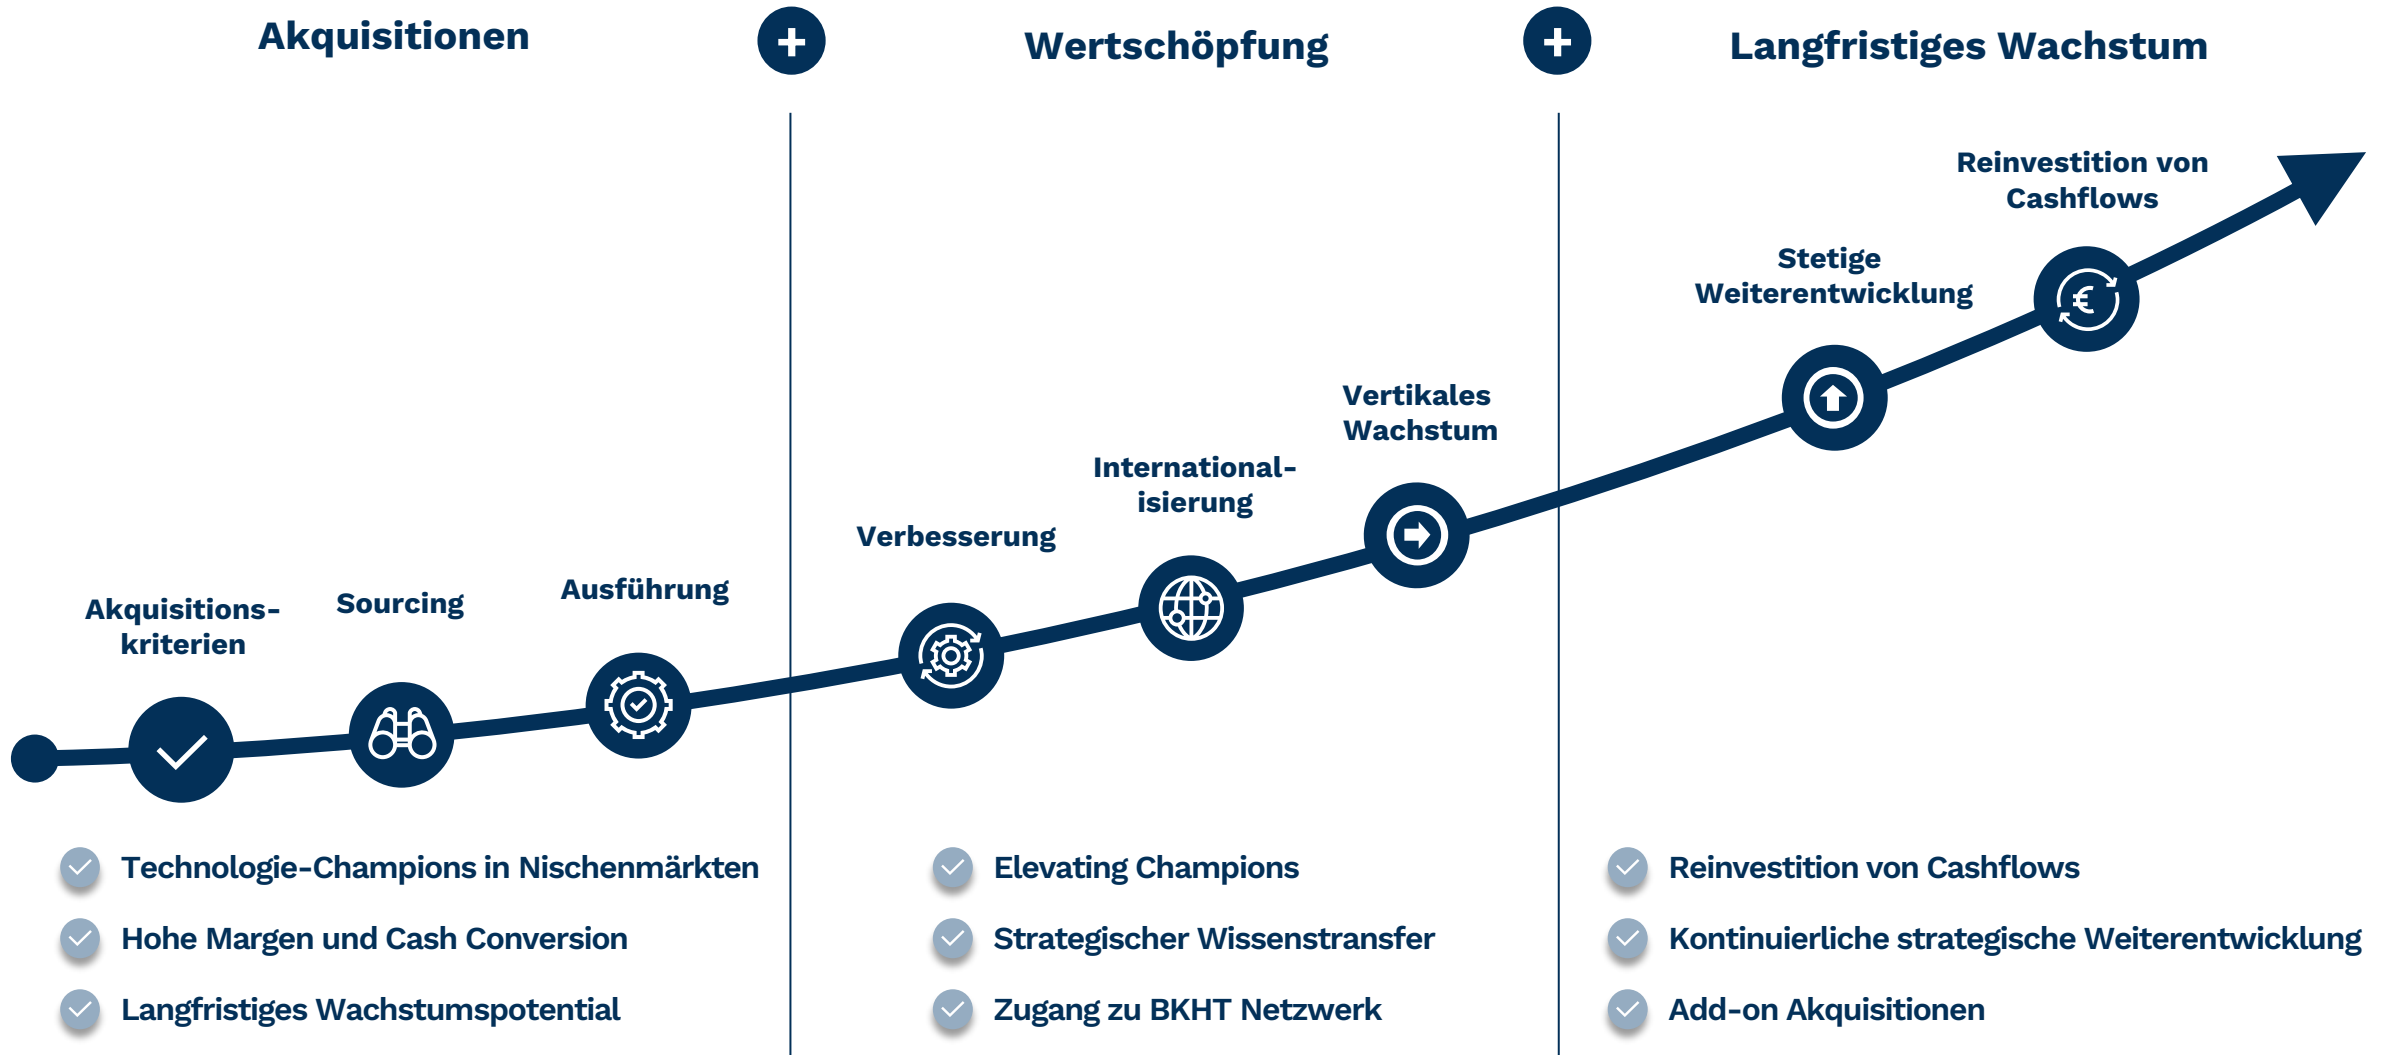 Akquisitionen
+
Wertschöpfung
+
Langfristiges Wachstum
Akquisitions-
kriterien
Sourcing
Ausführung
Verbesserung
International-
isierung
Vertikales
Wachstum
Stetige
Weiterentwicklung
Reinvestition von
Cashflows
€
Technologie-Champions in Nischenmärkten
Hohe Margen und Cash Conversion
Langfristiges Wachstumspotential
Elevating Champions
Strategischer Wissenstransfer
Zugang zu BKHT Netzwerk
Reinvestition von Cashflows
Kontinuierliche strategische Weiterentwicklung
Add-on Akquisitionen